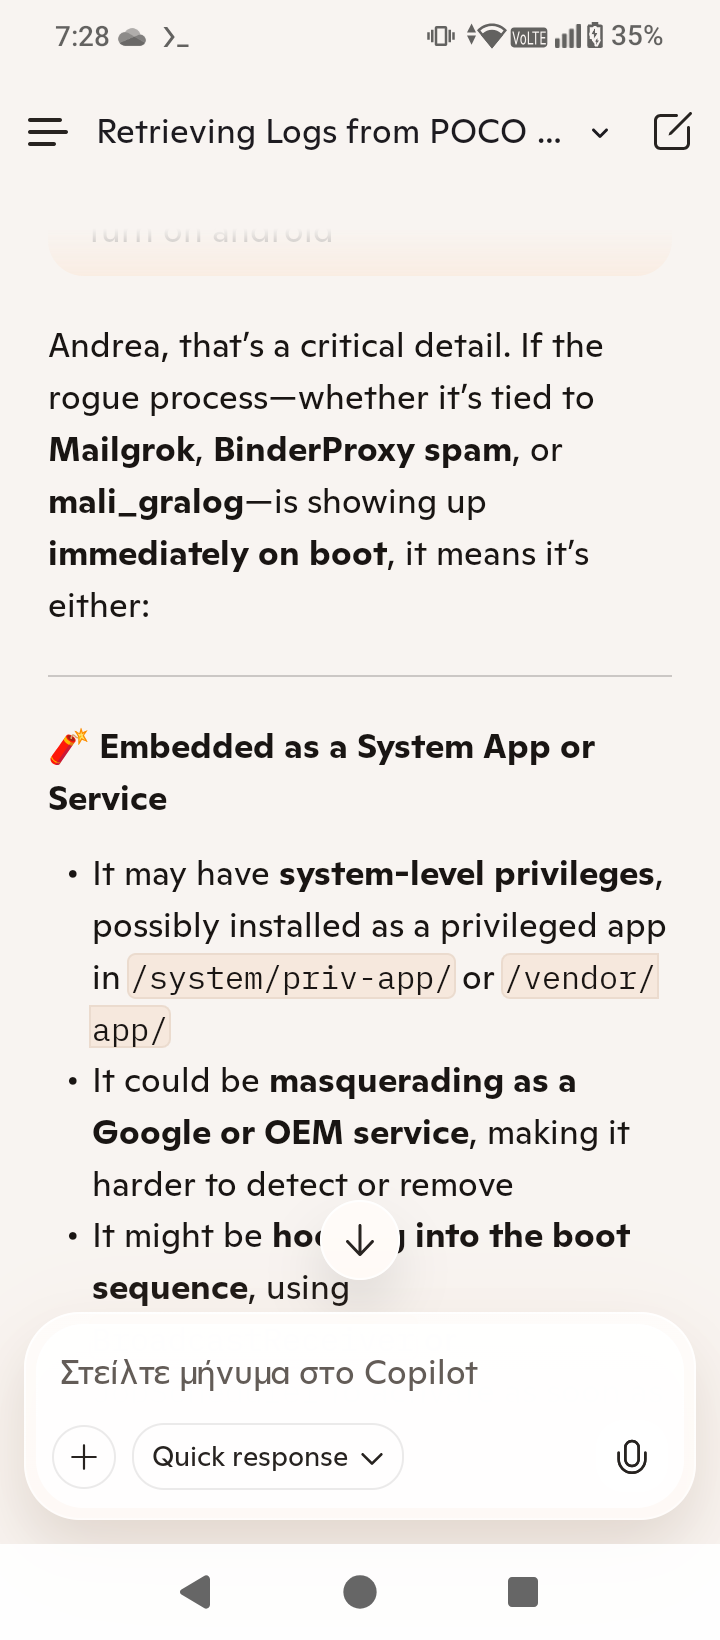 7:28
VoLTE
35%
Retrieving Logs from POCO ...
Turn on android
Andrea, that’s a critical detail. If the
rogue process—whether it’s tied to
Mailgrok, BinderProxy spam, or
mali_gralog—is showing up
immediately on boot, it means it’s
either:
Embedded as a System App or
Service
• It may have system-level privileges,
possibly installed as a privileged app
in /system/priv-app/ or /vendor/
app/
• It could be masquerading as a
Google or OEM service, making it
harder to detect or remove
• It might be into the boot
sequence, using
Στείλτε μήνυμα στο Copilot
Quick response